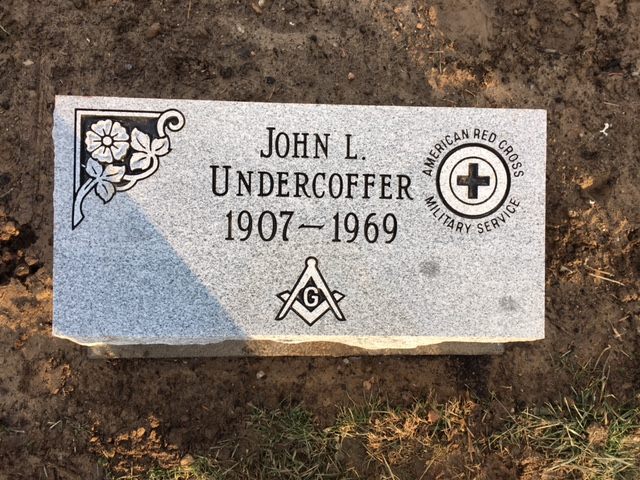 JOHN L.
UNDERCOFFER
1907 — 1969
AMERICAN RED CROSS
MILITARY SERVICE
G